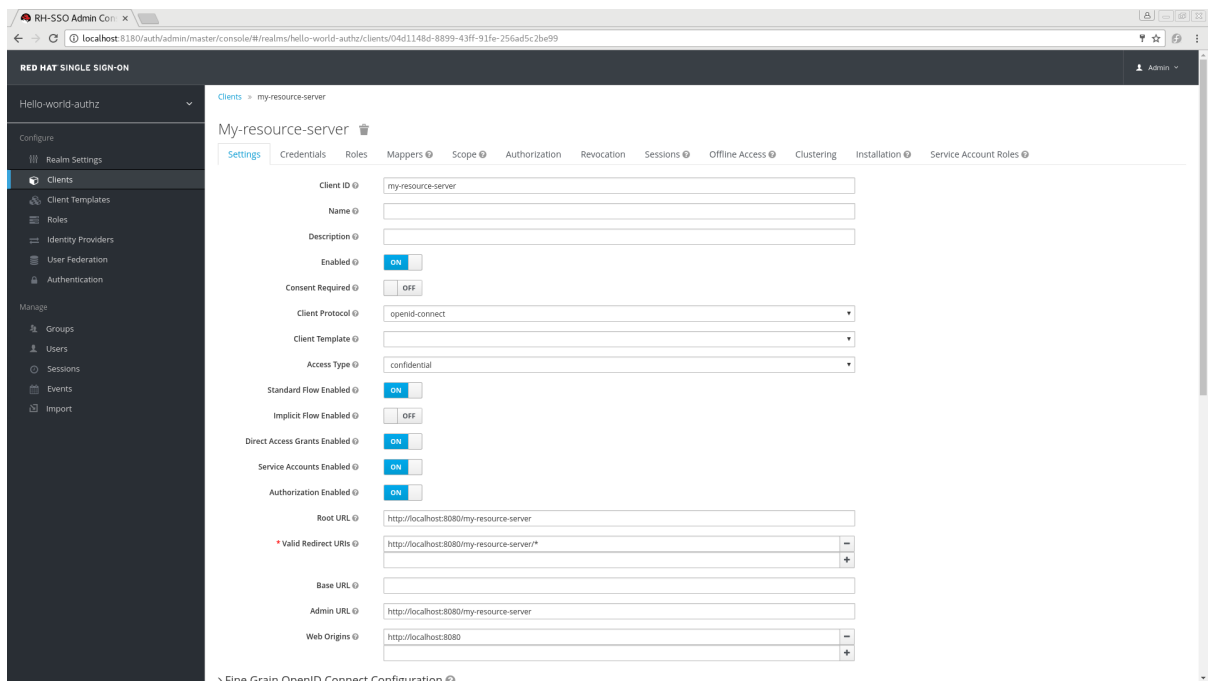 RH-SSO Admin Con
localhost:8180/auth/admin/master/console/#/realms/hello-world-authz/clients/04d1148d-8899-43ff-91fe-256ad5c2be99
RED HAT SINGLE SIGN-ON
Admin
Hello-world-authz
Configure
Realm Settings
Clients
Client Templates
Roles
Identity Providers
User Federation
Authentication
Manage
Groups
Users
Sessions
Events
Import
Clients » my-resource-server
My-resource-server
Settings Credentials Roles Mappers Scope Authorization Revocation Sessions Offline Access Clustering Installation Service Account Roles
Client ID my-resource-server
Name
Description
Enabled ON
Consent Required OFF
Client Protocol openid-connect
Client Template
Access Type confidential
Standard Flow Enabled ON
Implicit Flow Enabled OFF
Direct Access Grants Enabled ON
Service Accounts Enabled ON
Authorization Enabled ON
Root URL http://localhost:8080/my-resource-server
* Valid Redirect URIs http://localhost:8080/my-resource-server/*
Base URL
Admin URL http://localhost:8080/my-resource-server
Web Origins http://localhost:8080
Fine Grain OpenID Connect Configuration